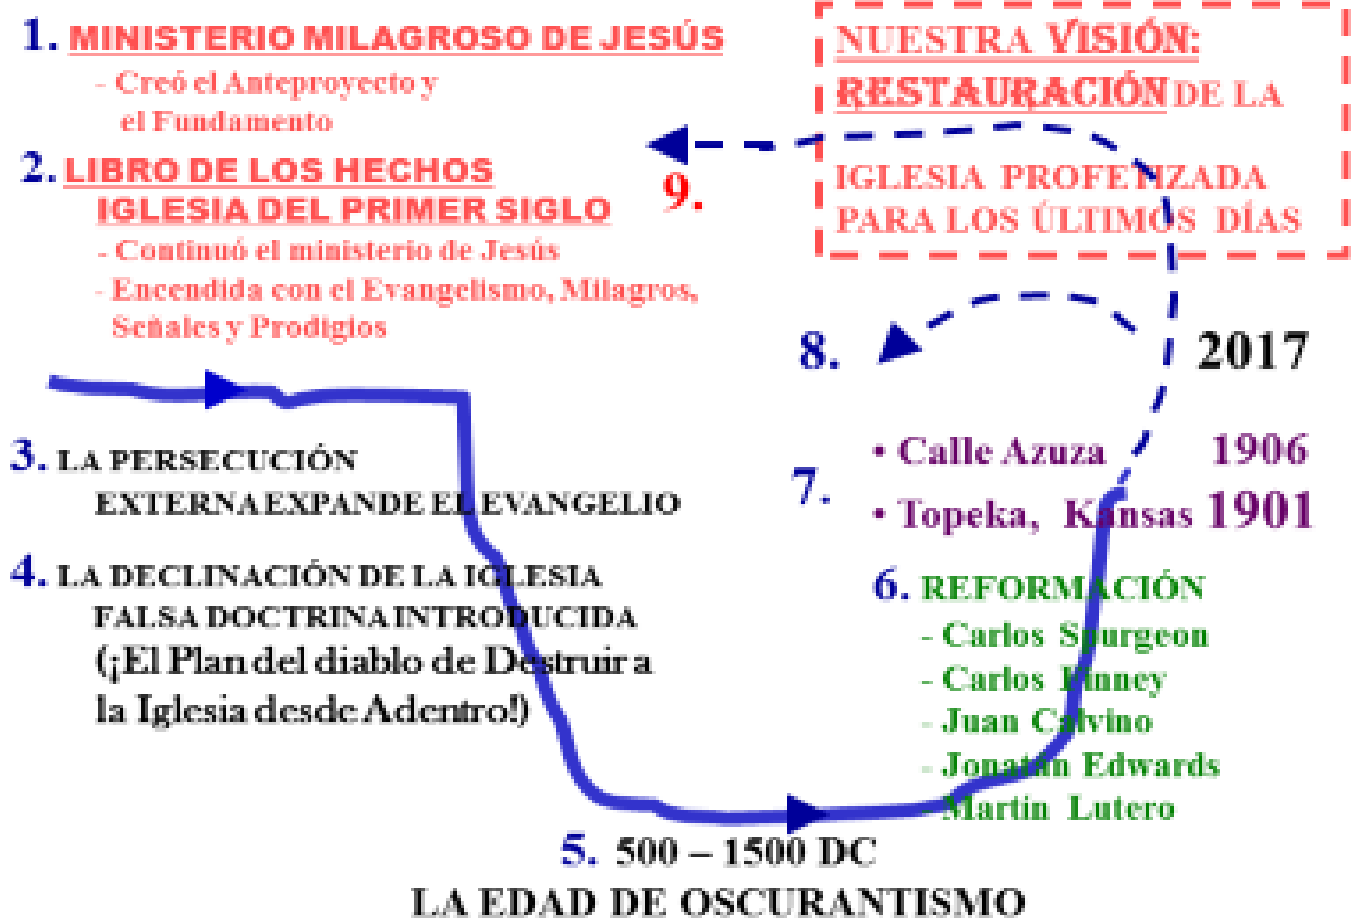 1. MINISTERIO MILAGROSO DE JESÚS
- Creó el Anteproyecto y
el Fundamento
2. LIBRO DE LOS HECHOS
IGLESIA DEL PRIMER SIGLO
- Continuó el ministerio de Jesús
- Encendida con el Evangelismo, Milagros,
Señales y Prodigios
NUESTRA VISIÓN:
RESTAURACIÓN DE LA
IGLESIA PROFETIZADA
PARA LOS ÚLTIMOS DÍAS
9.
8.
2017
3. LA PERSECUCIÓN
EXTERNA EXPANDE EL EVANGELIO
4. LA DECLINACIÓN DE LA IGLESIA
FALSA DOCTRINA INTRODUCIDA
(¡El Plan del diablo de Destruir a
la Iglesia desde Adentro!)
7.
• Calle Azuza 1906
• Topeka, Kansas 1901
6. REFORMACIÓN
- Carlos Spurgeon
- Carlos Finney
- Juan Calvino
- Jonatán Edwards
- Martin Lutero
5. 500 – 1500 DC
LA EDAD DE OSCURANTISMO